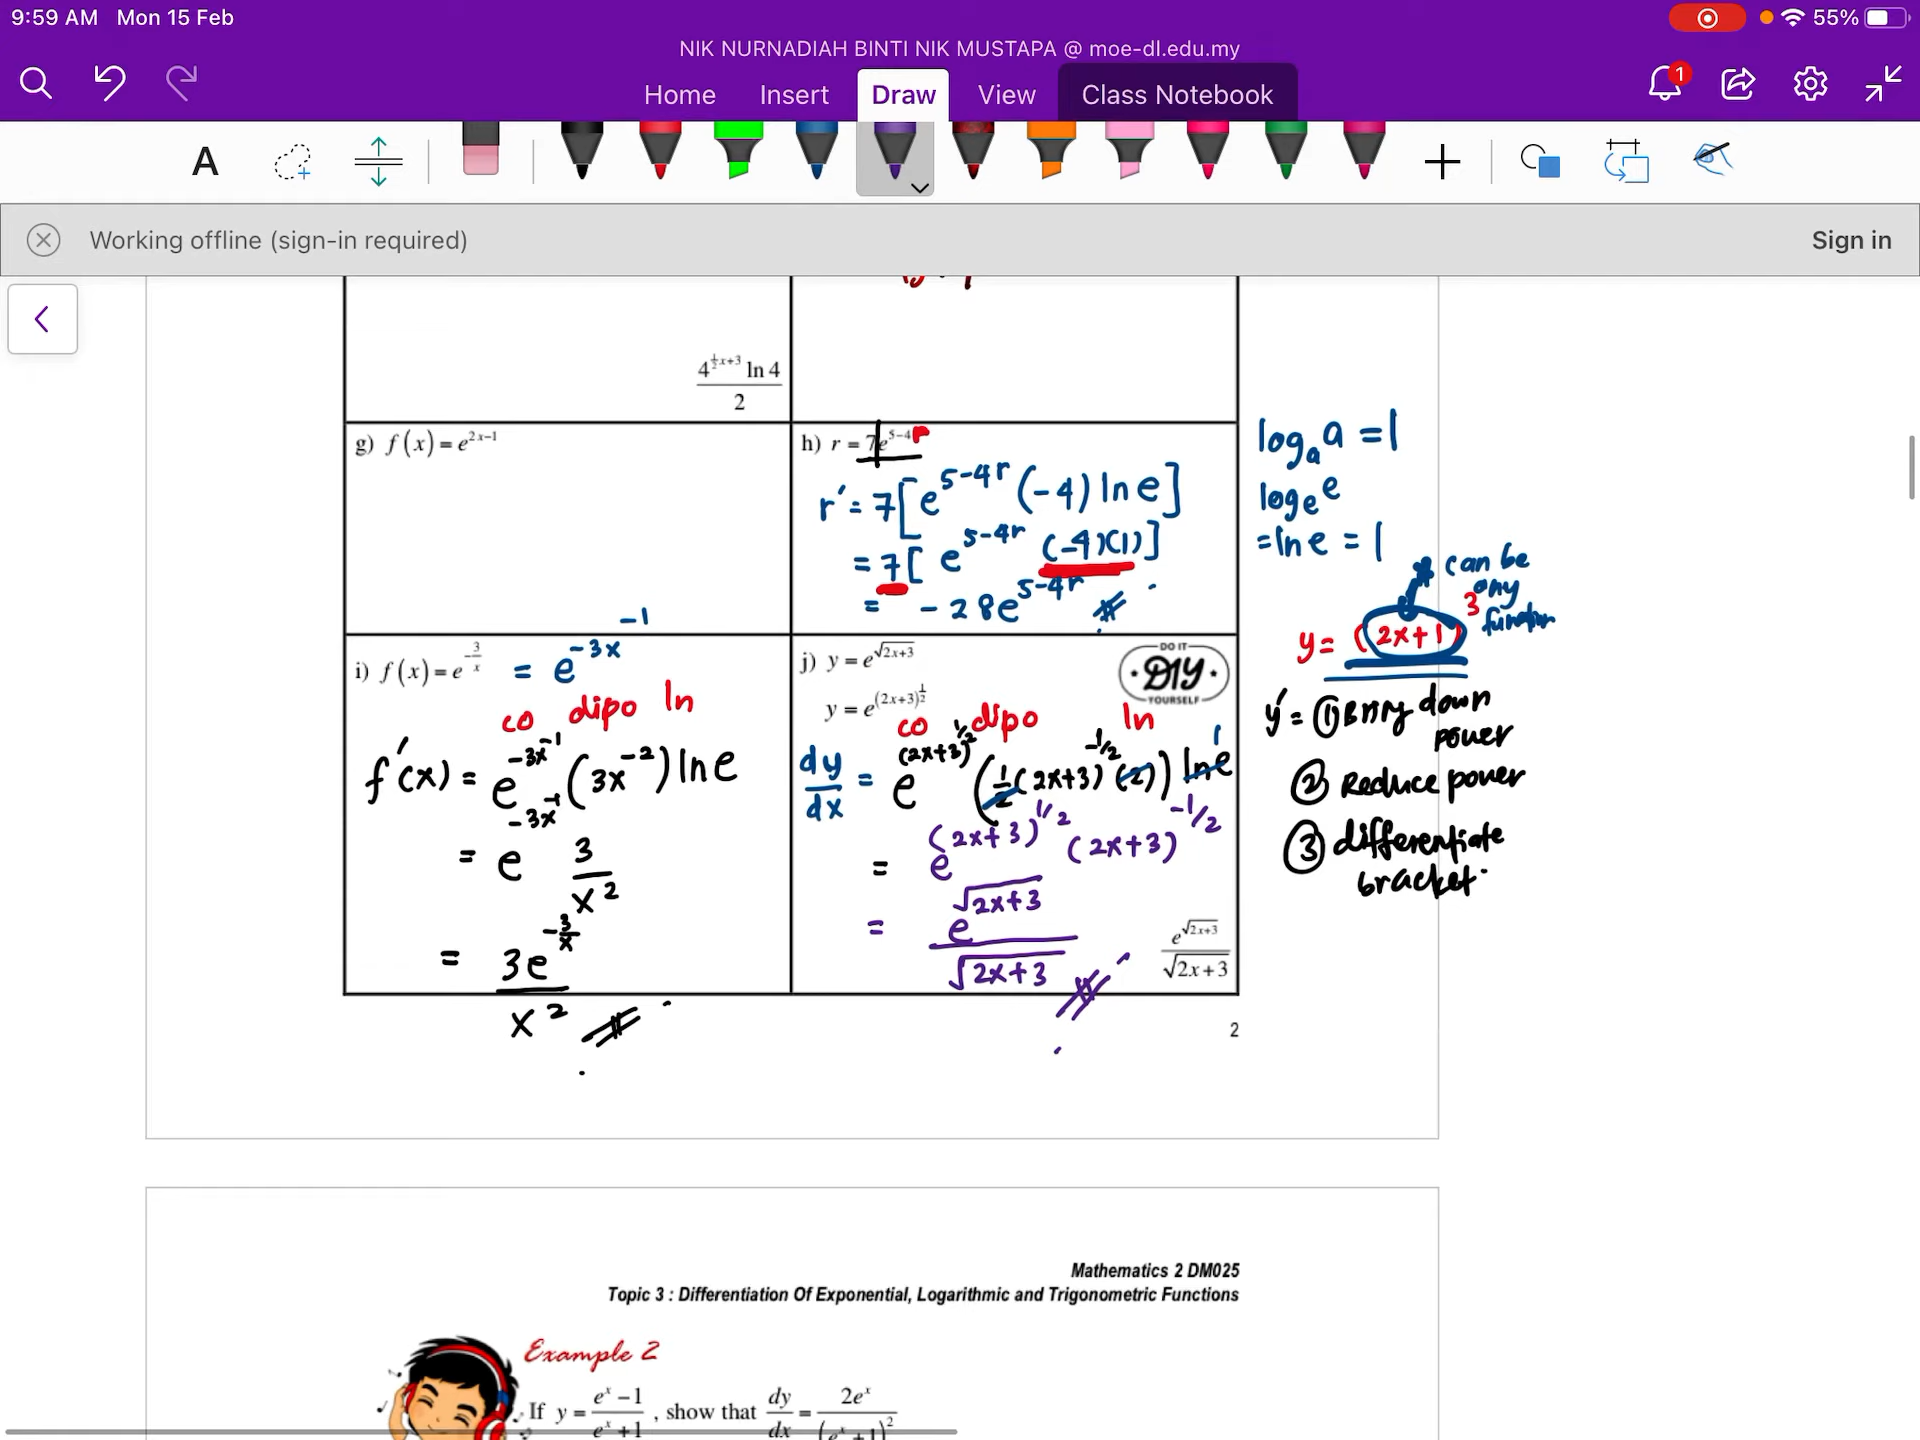 9:59 AM Mon 15 Feb
55%
NIK NURNADIAH BINTI NIK MUSTAPA @ moe-dl.edu.my
Home Insert Draw View Class Notebook
1
A
Working offline (sign-in required) Sign in
4^{½x+3} ln 4
2
g) f(x) = e^{2x−1}
h) r = 7e^{5−4r}
r' = 7[e^{5−4r} (−4) ln e]
= 7[e^{5−4r} (−4)(1)]
= −28e^{5−4r}
log_a a = 1
log_e e
= ln e = 1
* can be
any
function
y = (2x+1)^3
y' = ① Bring down
power
② Reduce power
③ differentiate
bracket.
i) f(x) = e^{−3/x} = e^{−3x^{−1}}
co dipo ln
f'(x) = e^{−3x^{−1}} (3x^{−2}) ln e
= e^{−3x^{−1}} 3/x^2
= 3e^{−3/x}
x^2
j) y = e^{√(2x+3)}
DO IT
DIY
YOURSELF
y = e^{(2x+3)^{1/2}}
co dipo ln
dy/dx = e^{(2x+3)^{1/2}} (1/2 (2x+3)^{−1/2} (2)) ln e 1
= e^{(2x+3)^{1/2}} (2x+3)^{−1/2}
= e^{√(2x+3)}
√(2x+3)
e^{√(2x+3)}
√(2x+3)
2
Mathematics 2 DM025
Topic 3 : Differentiation Of Exponential, Logarithmic and Trigonometric Functions
Example 2
If y = (e^x − 1)/(e^x + 1) , show that dy/dx = 2e^x/(e^x + 1)^2